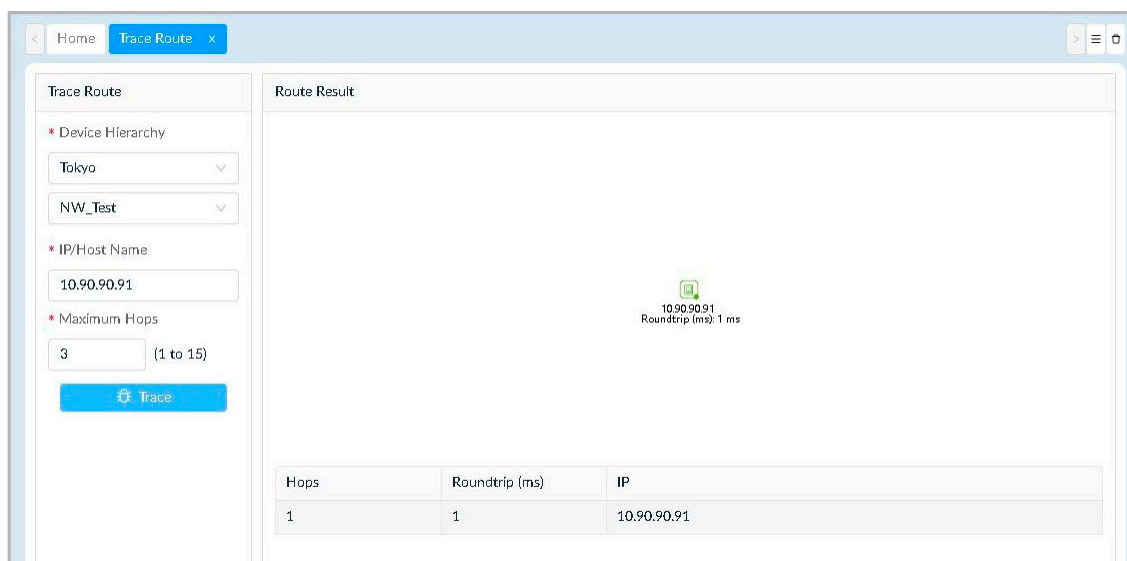 Home
Trace Route x
Trace Route
* Device Hierarchy
Tokyo
NW_Test
* IP/Host Name
10.90.90.91
* Maximum Hops
3 (1 to 15)
Trace
Route Result
10.90.90.91
Roundtrip (ms): 1 ms
Hops Roundtrip (ms) IP
1 1 10.90.90.91